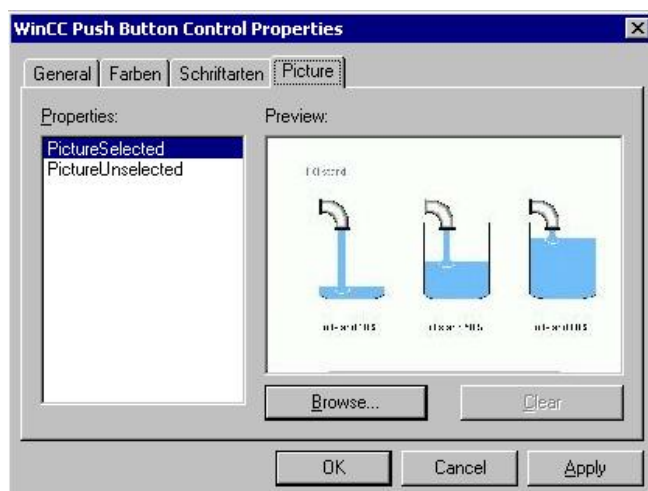 WinCC Push Button Control Properties
General Farben Schriftarten Picture
Properties: Preview:
PictureSelected
PictureUnselected
Browse... Clear
OK Cancel Apply